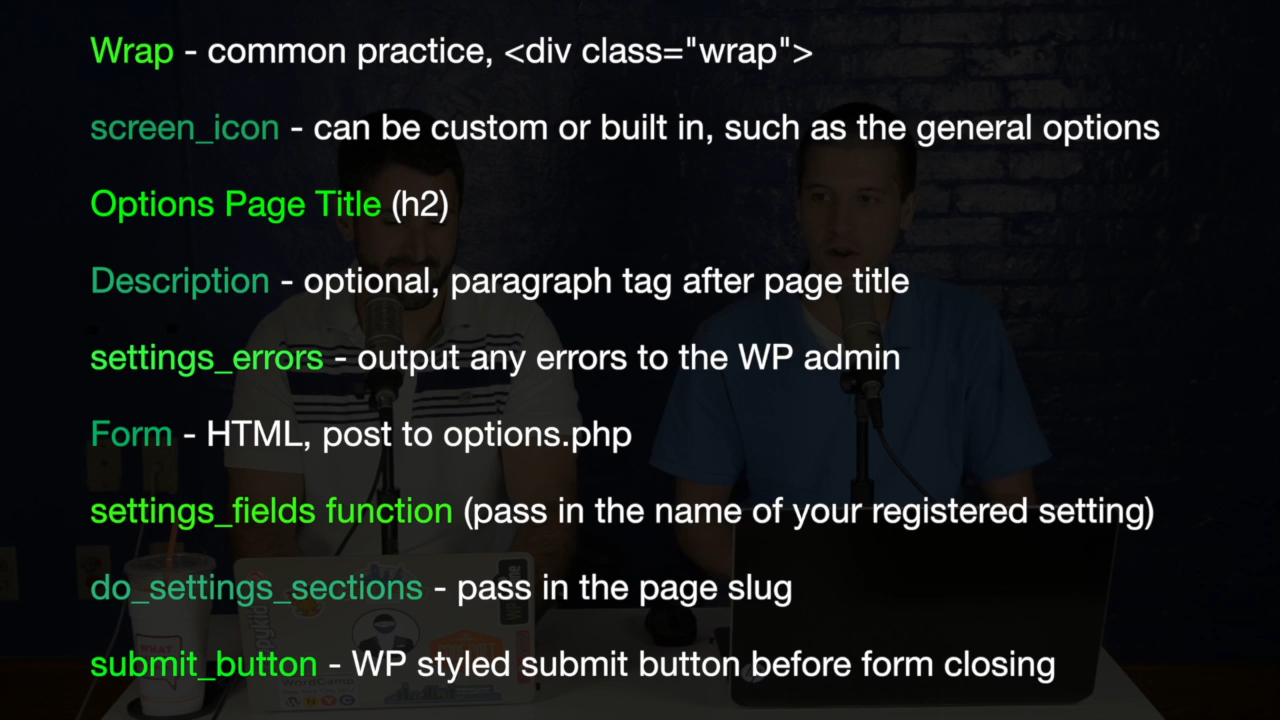 Wrap - common practice, <div class="wrap">
screen_icon - can be custom or built in, such as the general options
Options Page Title (h2)
Description - optional, paragraph tag after page title
settings_errors - output any errors to the WP admin
Form - HTML, post to options.php
settings_fields function (pass in the name of your registered setting)
do_settings_sections - pass in the page slug
submit_button - WP styled submit button before form closing
WHAT
WordCamp